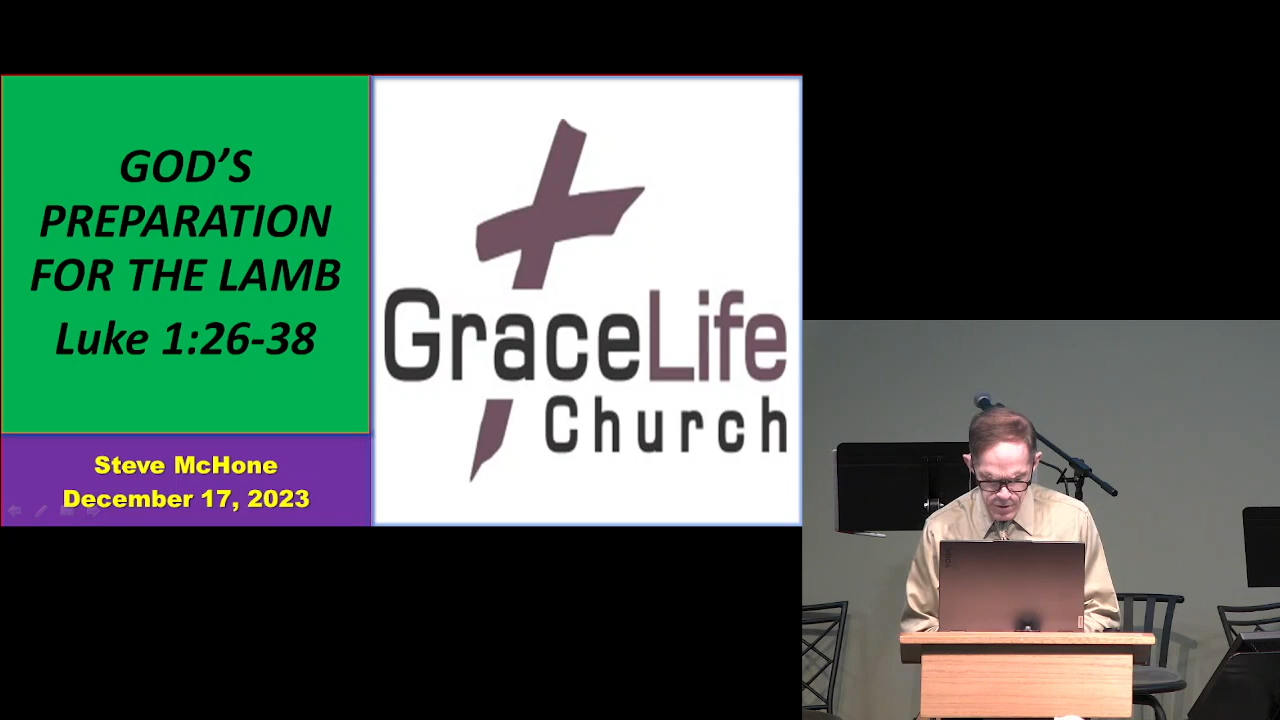 GOD'S
PREPARATION
FOR THE LAMB
Luke 1:26-38
Steve McHone
December 17, 2023
GraceLife
Church